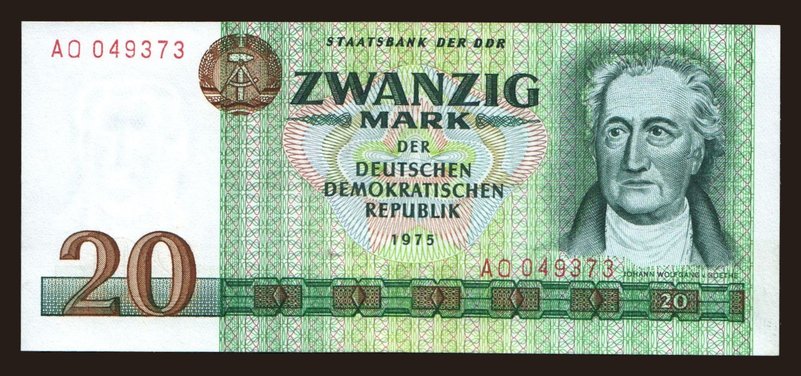 AQ 049373
STAATSBANK DER DDR
ZWANZIG
MARK
DER
DEUTSCHEN
DEMOKRATISCHEN
REPUBLIK
1975
AQ 049373
JOHANN WOLFGANG v. GOETHE
20
20